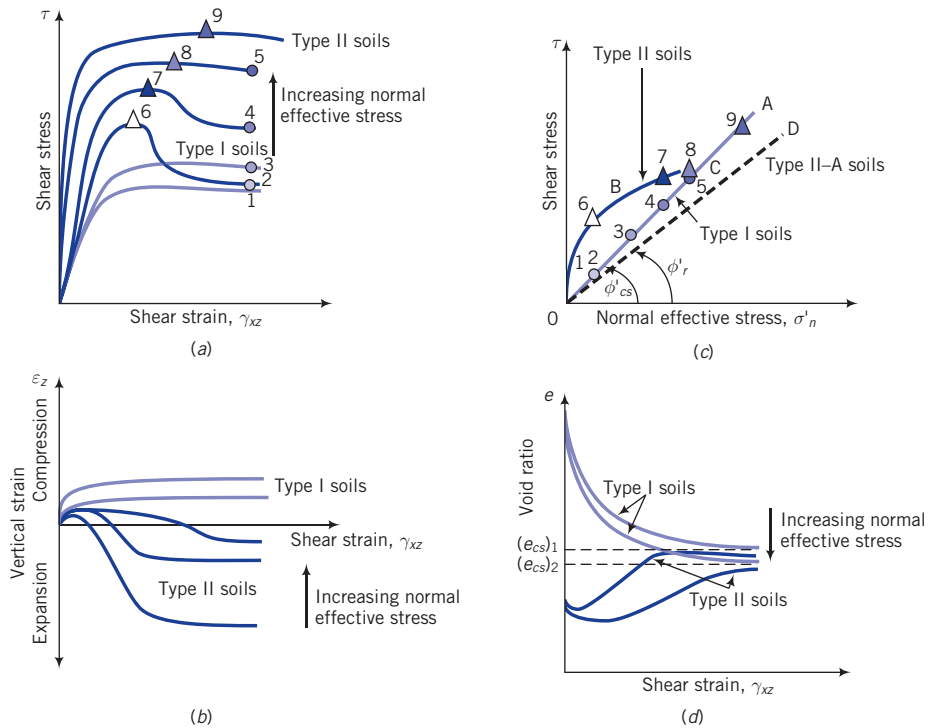 τ
9
Type II soils
8
5
7
Increasing normal
effective stress
6
4
Type I soils
3
2
1
Shear stress
Shear strain, γxz
(a)
τ
Type II
soils
A
9
D
7
8
C
Type II–A soils
B
5
6
4
3
Type I soils
1 2
ϕ'r
ϕ'cs
Shear stress
0
Normal effective stress, σ'n
(c)
εz
Compression
Type I soils
Vertical strain
Shear strain, γxz
Expansion
Type II soils
Increasing normal
effective stress
(b)
e
Void ratio
Type I soils
(ecs)1
(ecs)2
Increasing normal
effective stress
Type II soils
Shear strain, γxz
(d)